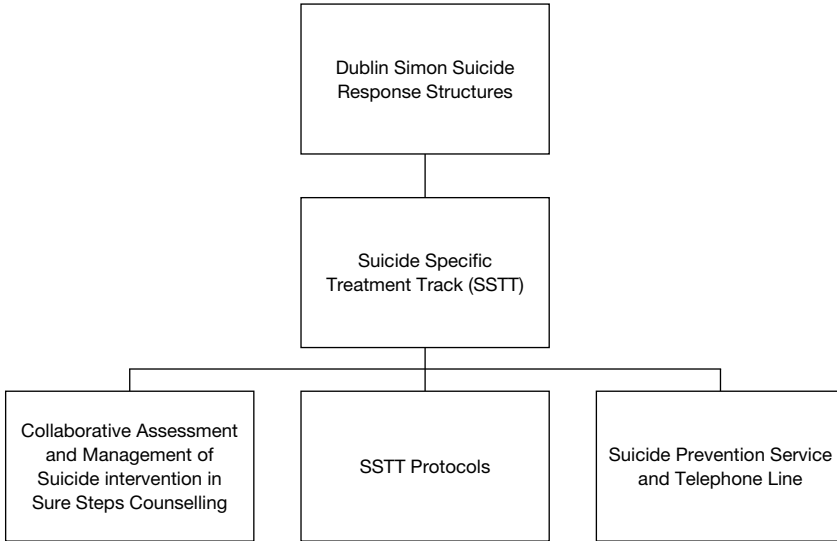 Dublin Simon Suicide
Response Structures
Suicide Specific
Treatment Track (SSTT)
Collaborative Assessment
and Management of
Suicide intervention in
Sure Steps Counselling
SSTT Protocols
Suicide Prevention Service
and Telephone Line